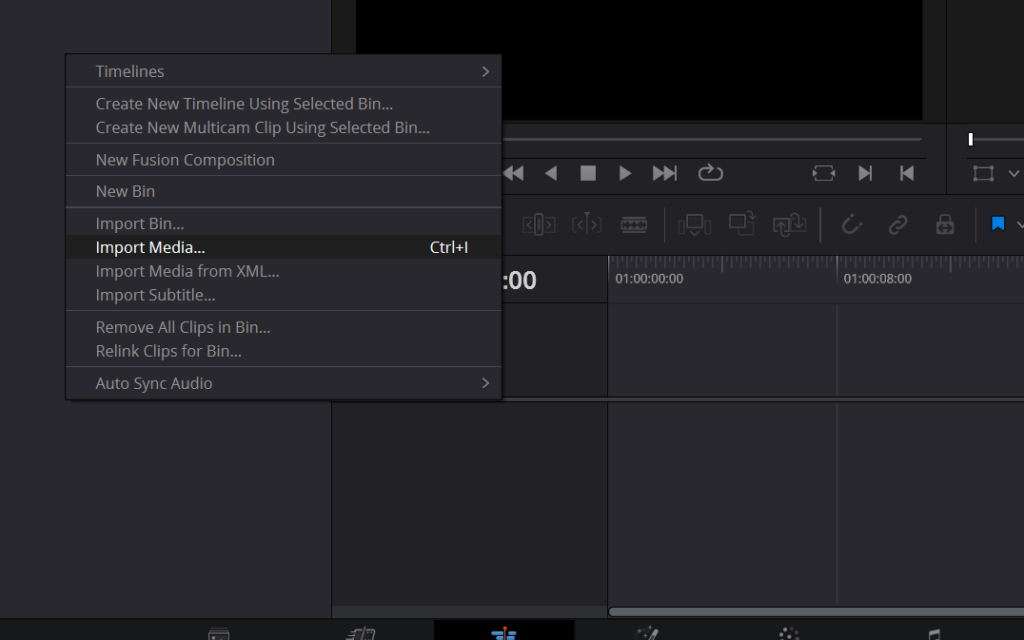 Timelines
Create New Timeline Using Selected Bin...
Create New Multicam Clip Using Selected Bin...
New Fusion Composition
New Bin
Import Bin...
Import Media... Ctrl+I
Import Media from XML...
Import Subtitle...
Remove All Clips in Bin...
Relink Clips for Bin...
Auto Sync Audio
:00
01:00:00:00 01:00:08:00